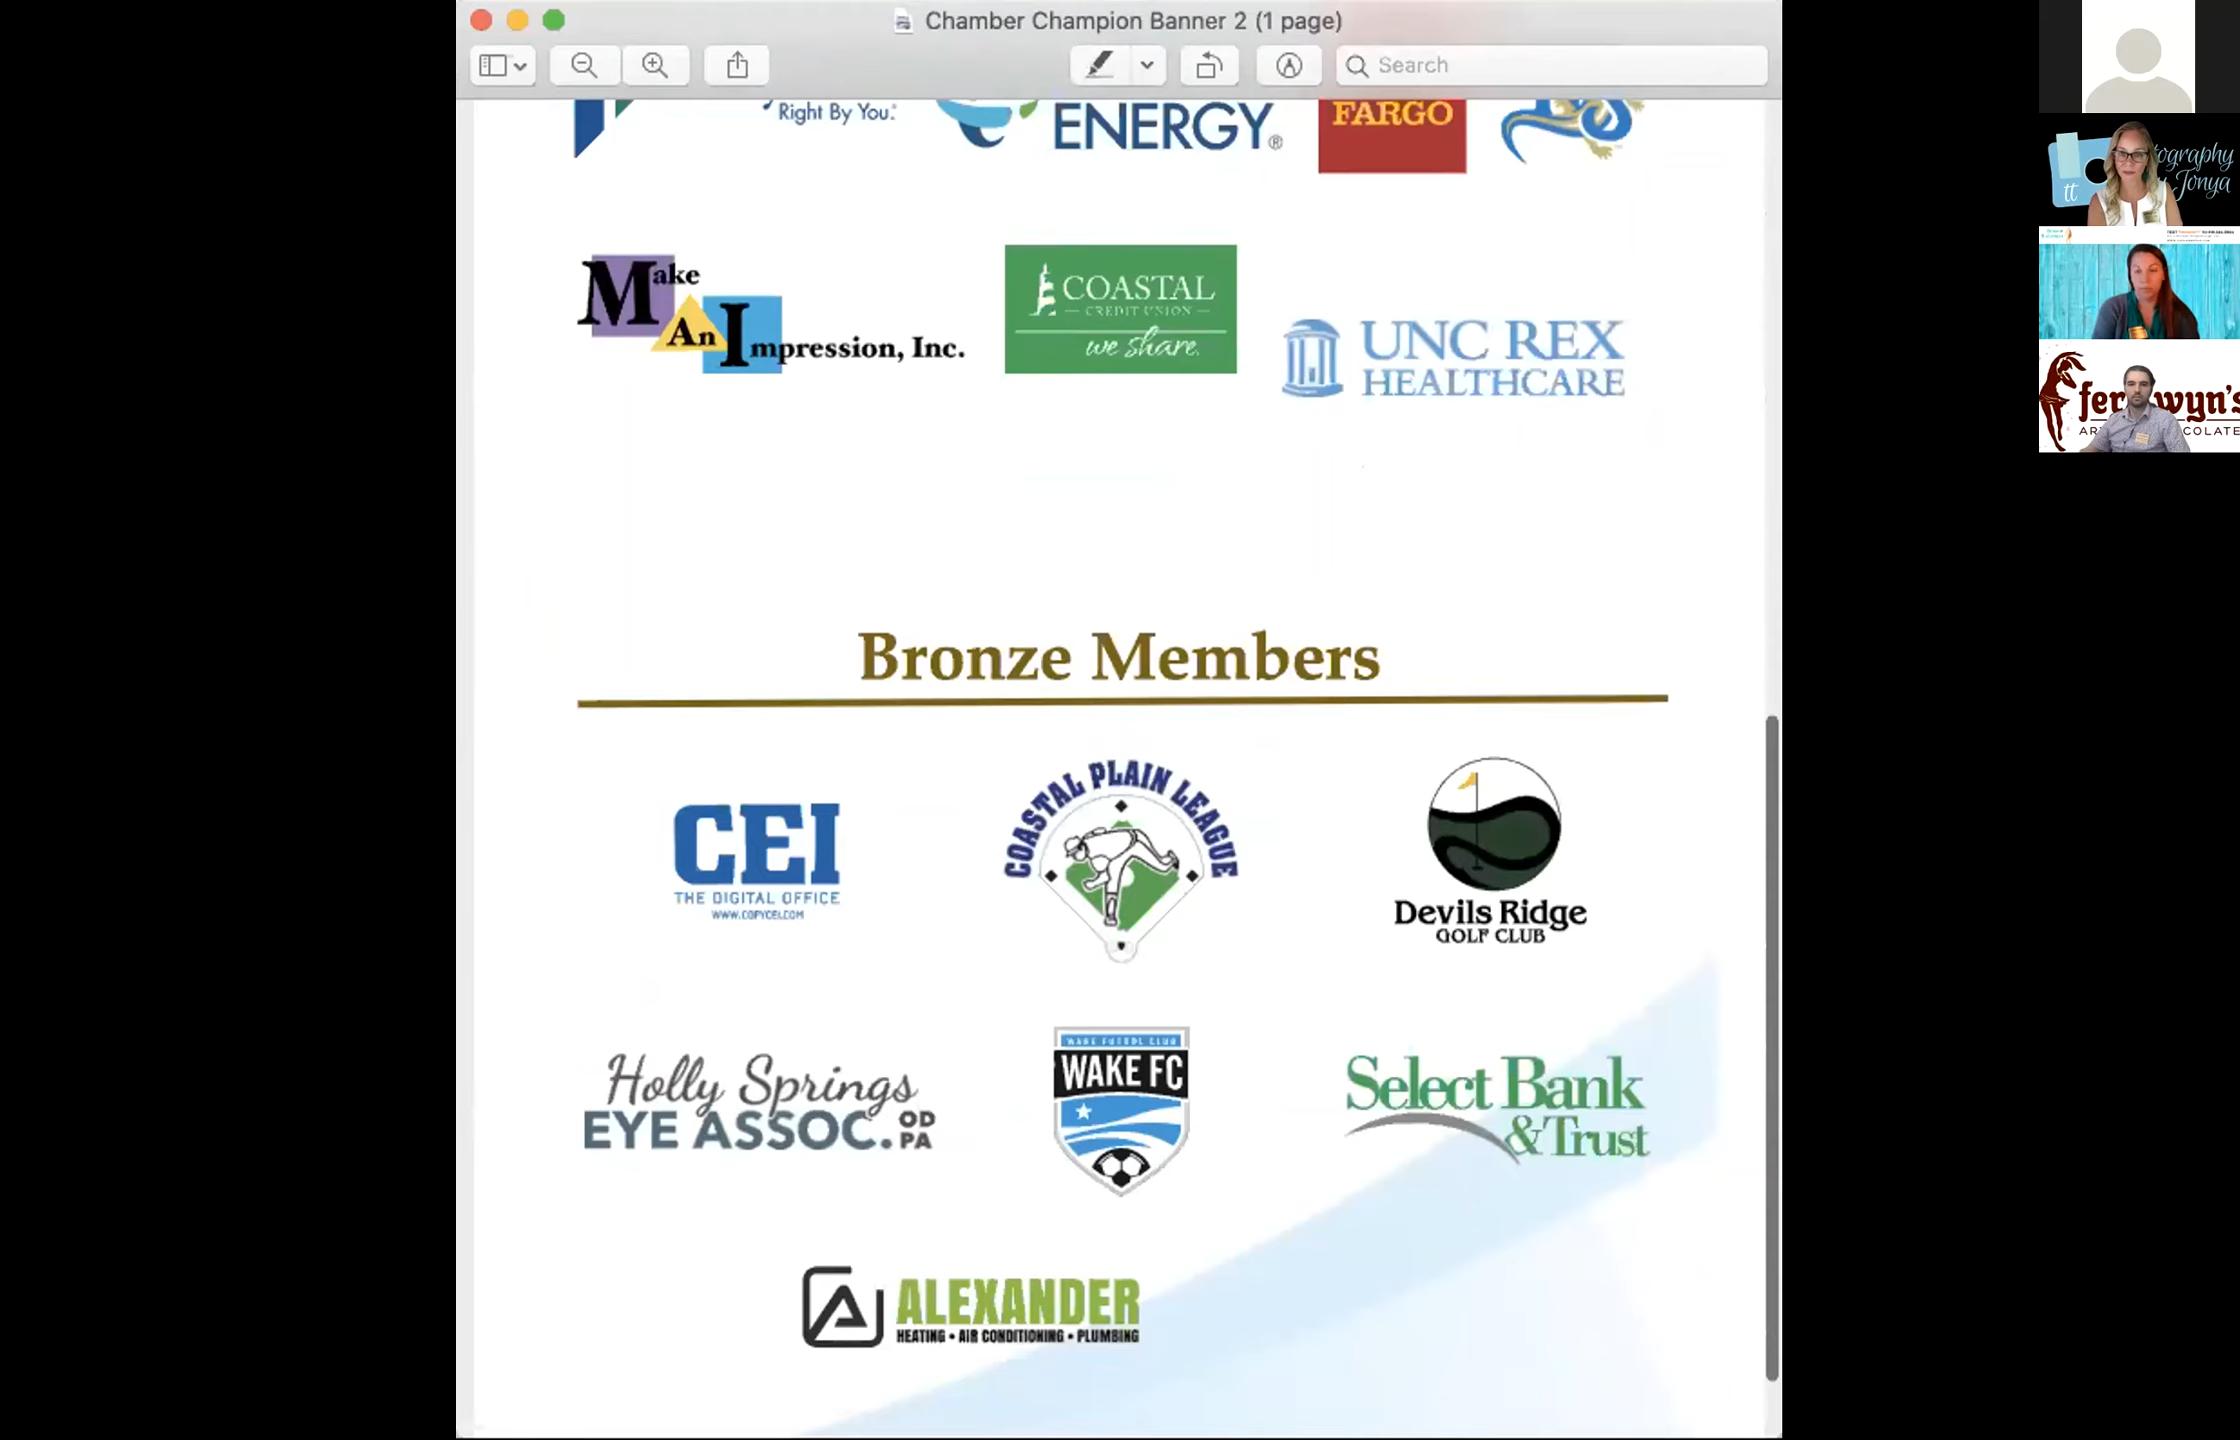 Chamber Champion Banner 2 (1 page)
Search
Right By You.
ENERGY®
FARGO
Make
An Impression, Inc.
COASTAL
CREDIT UNION
we share.
UNC REX
HEALTHCARE
Bronze Members
CEI
THE DIGITAL OFFICE
WWW.COPYCEI.COM
COASTAL PLAIN LEAGUE
Devils Ridge
GOLF CLUB
Holly Springs
EYE ASSOC. OD PA
WAKE FUTBOL CLUB
WAKE FC
Select Bank
& Trust
ALEXANDER
HEATING • AIR CONDITIONING • PLUMBING
tography
Tonya
tt